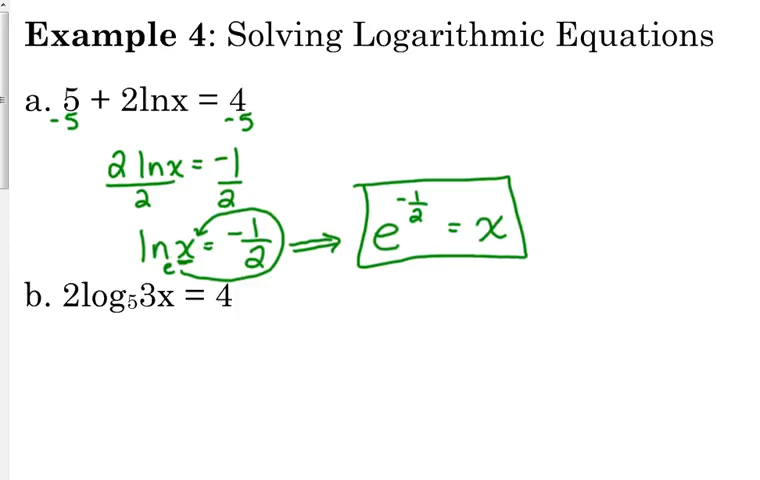 Example 4: Solving Logarithmic Equations
a. 5 + 2lnx = 4
-5 -5
2 lnx = -1
2 2
lnx = -1/2 ⟹ e^(-1/2) = x
e
b. 2log₅3x = 4